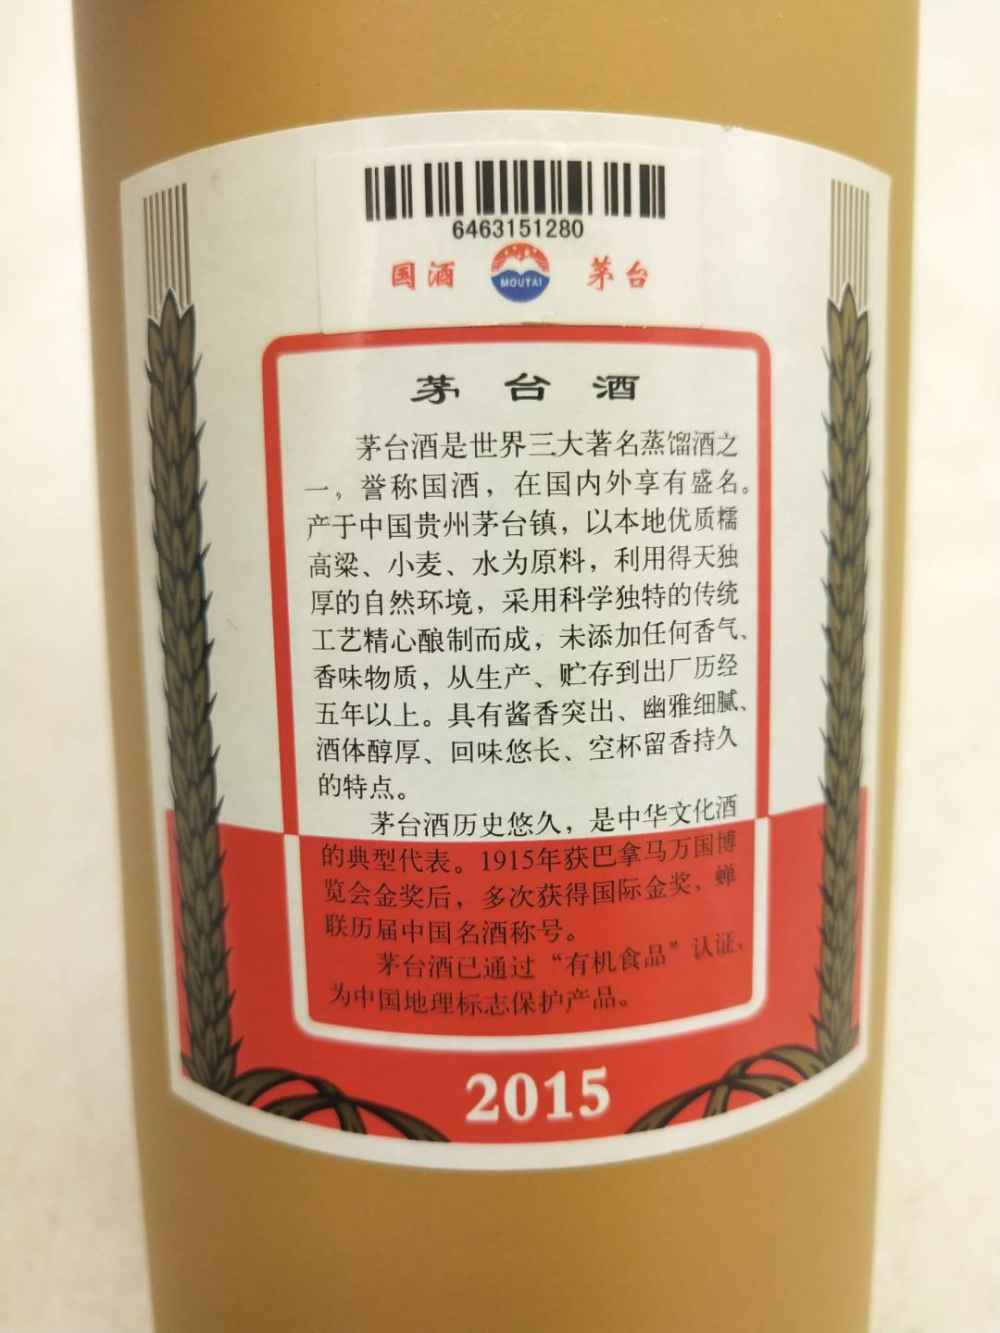 6463151280
国酒 MOUTAI 茅台
茅台酒
茅台酒是世界三大著名蒸馏酒之
一，誉称国酒，在国内外享有盛名。
产于中国贵州茅台镇，以本地优质糯
高粱、小麦、水为原料，利用得天独
厚的自然环境，采用科学独特的传统
工艺精心酿制而成，未添加任何香气、
香味物质，从生产、贮存到出厂历经
五年以上。具有酱香突出、幽雅细腻、
酒体醇厚、回味悠长、空杯留香持久
的特点。
茅台酒历史悠久，是中华文化酒
的典型代表。1915年获巴拿马万国博
览会金奖后，多次获得国际金奖、蝉
联历届中国名酒称号。
茅台酒已通过“有机食品”认证、
为中国地理标志保护产品。
2015